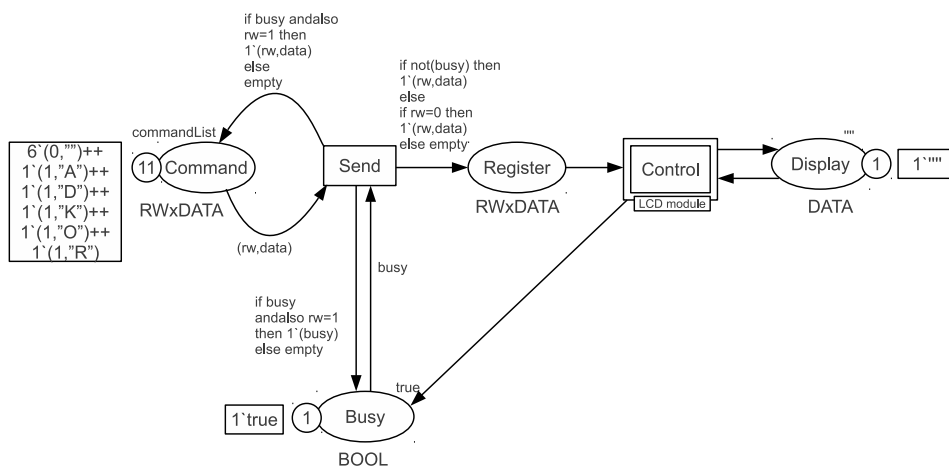 if busy andalso
rw=1 then
1`(rw,data)
else
empty
if not(busy) then
1`(rw,data)
else
if rw=0 then
1`(rw,data)
else empty
commandList
6`(0,"")++
1`(1,"A")++
1`(1,"D")++
1`(1,"K")++
1`(1,"O")++
1`(1,"R")
11
Command
RWxDATA
(rw,data)
Send
Register
RWxDATA
Control
LCD module
""
Display
1
1`""
DATA
busy
if busy
andalso rw=1
then 1`(busy)
else empty
true
1`true
1
Busy
BOOL